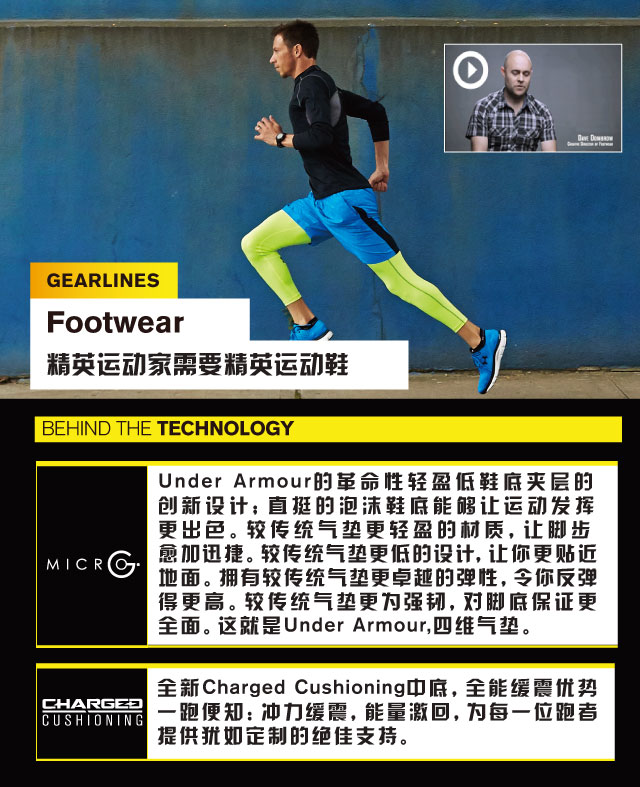 DAVE DOMBROW
CREATIVE DIRECTOR OF FOOTWEAR
GEARLINES
Footwear
精英运动家需要精英运动鞋
BEHIND THE TECHNOLOGY
MICRO G
Under Armour的革命性轻盈低鞋底夹层的
创新设计；直挺的泡沫鞋底能够让运动发挥
更出色。较传统气垫更轻盈的材质，让脚步
愈加迅捷。较传统气垫更低的设计，让你更贴近
地面。拥有较传统气垫更卓越的弹性，令你反弹
得更高。较传统气垫更为强韧，对脚底保证更
全面。这就是Under Armour,四维气垫。
CHARGED
CUSHIONING
全新Charged Cushioning中底，全能缓震优势
一跑便知：冲力缓震，能量激回，为每一位跑者
提供犹如定制的绝佳支持。